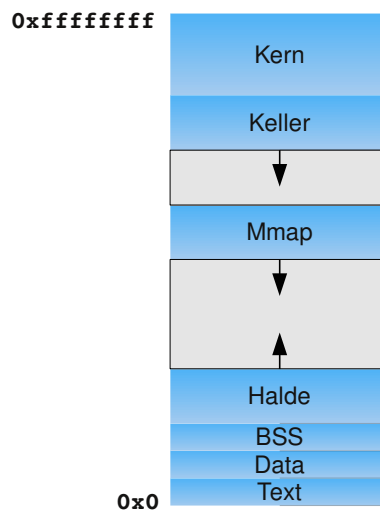 0xffffffff
Kern
Keller
Mmap
Halde
BSS
Data
Text
0x0